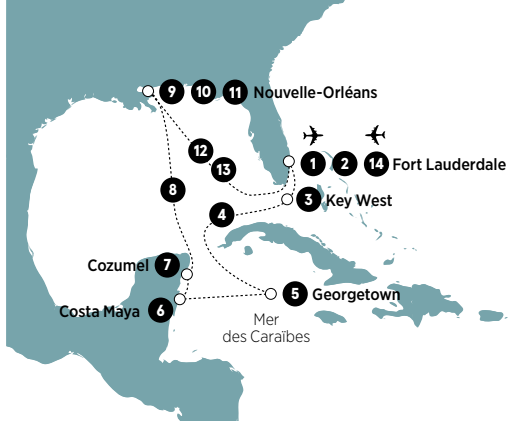 9 10 11 Nouvelle-Orléans
12
13
1 2 14 Fort Lauderdale
8
3 Key West
4
Cozumel 7
5 Georgetown
Costa Maya 6
Mer
des Caraïbes